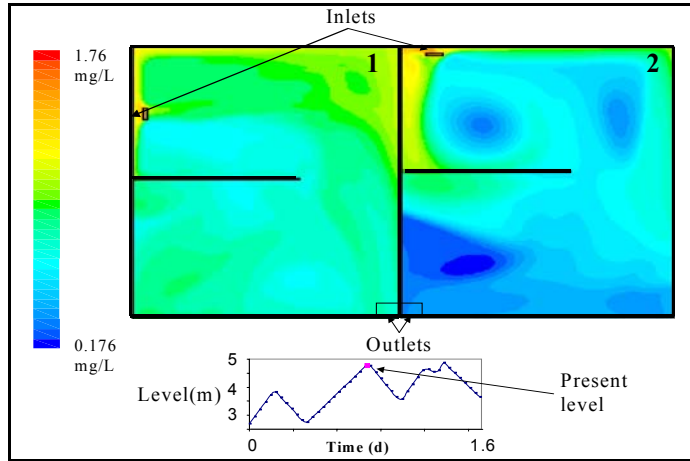 Inlets
1.76
mg/L
1
2
0.176
mg/L
Outlets
Level(m)
5
4
3
Present
level
0
Time (d)
1.6